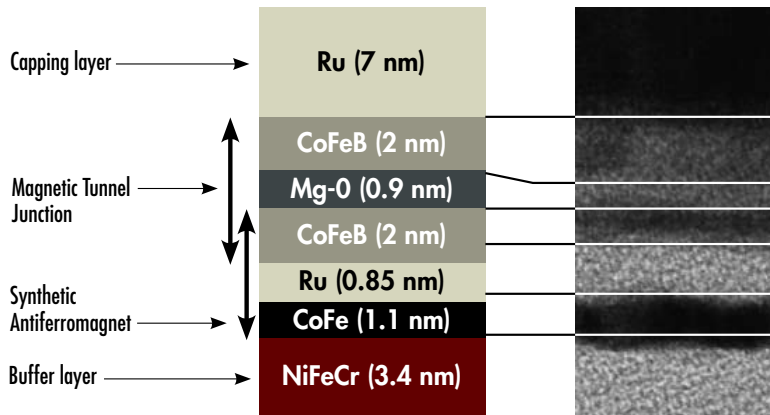 Capping layer
Ru (7 nm)
CoFeB (2 nm)
Magnetic Tunnel
Junction
Mg-0 (0.9 nm)
CoFeB (2 nm)
Ru (0.85 nm)
Synthetic
Antiferromagnet
CoFe (1.1 nm)
Buffer layer
NiFeCr (3.4 nm)